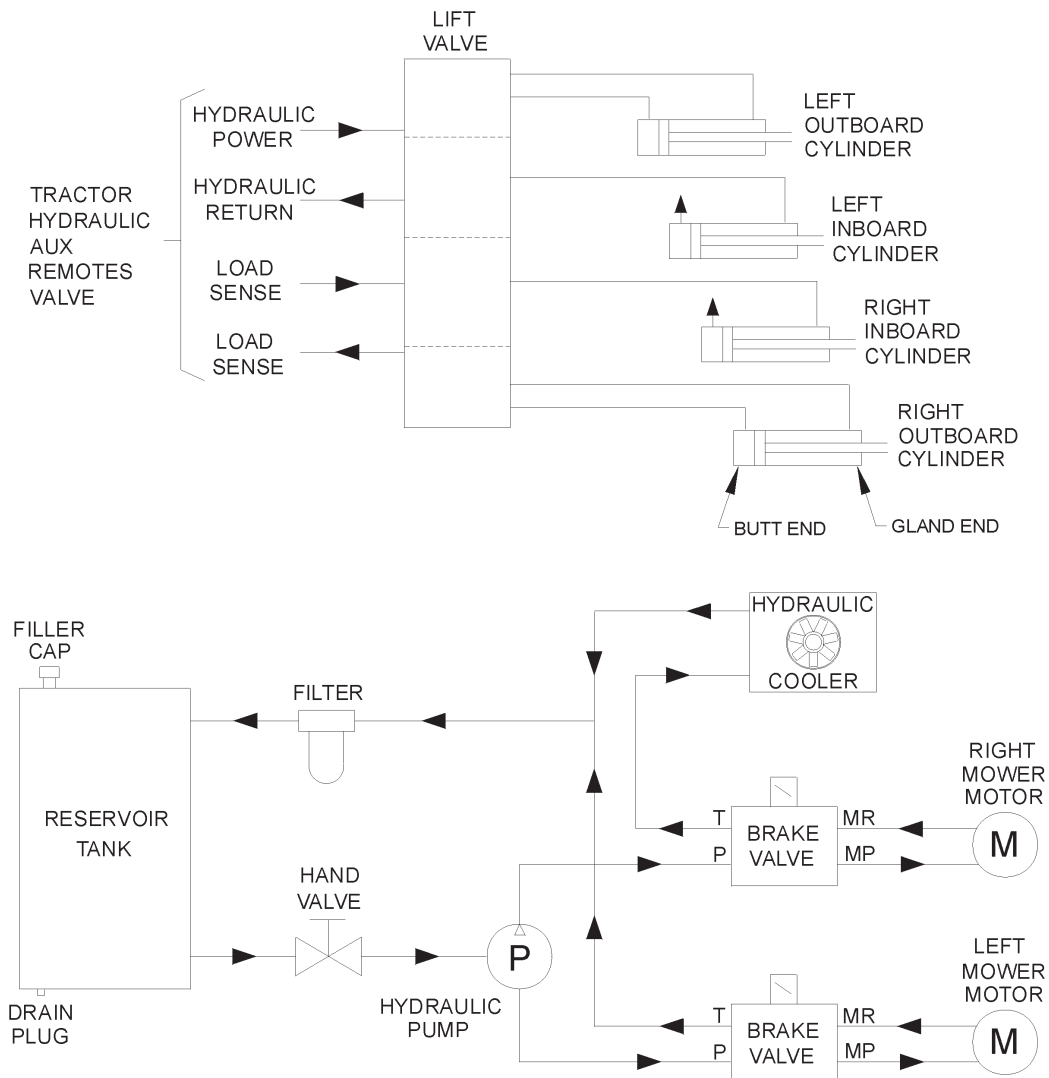 LIFT
VALVE
HYDRAULIC
POWER
HYDRAULIC
RETURN
LOAD
SENSE
LOAD
SENSE
TRACTOR
HYDRAULIC
AUX
REMOTES
VALVE
LEFT
OUTBOARD
CYLINDER
LEFT
INBOARD
CYLINDER
RIGHT
INBOARD
CYLINDER
RIGHT
OUTBOARD
CYLINDER
BUTT END
GLAND END
HYDRAULIC
COOLER
FILLER
CAP
FILTER
RESERVOIR
TANK
HAND
VALVE
DRAIN
PLUG
P
HYDRAULIC
PUMP
RIGHT
MOWER
MOTOR
T
P
BRAKE
VALVE
MR
MP
M
LEFT
MOWER
MOTOR
T
P
BRAKE
VALVE
MR
MP
M